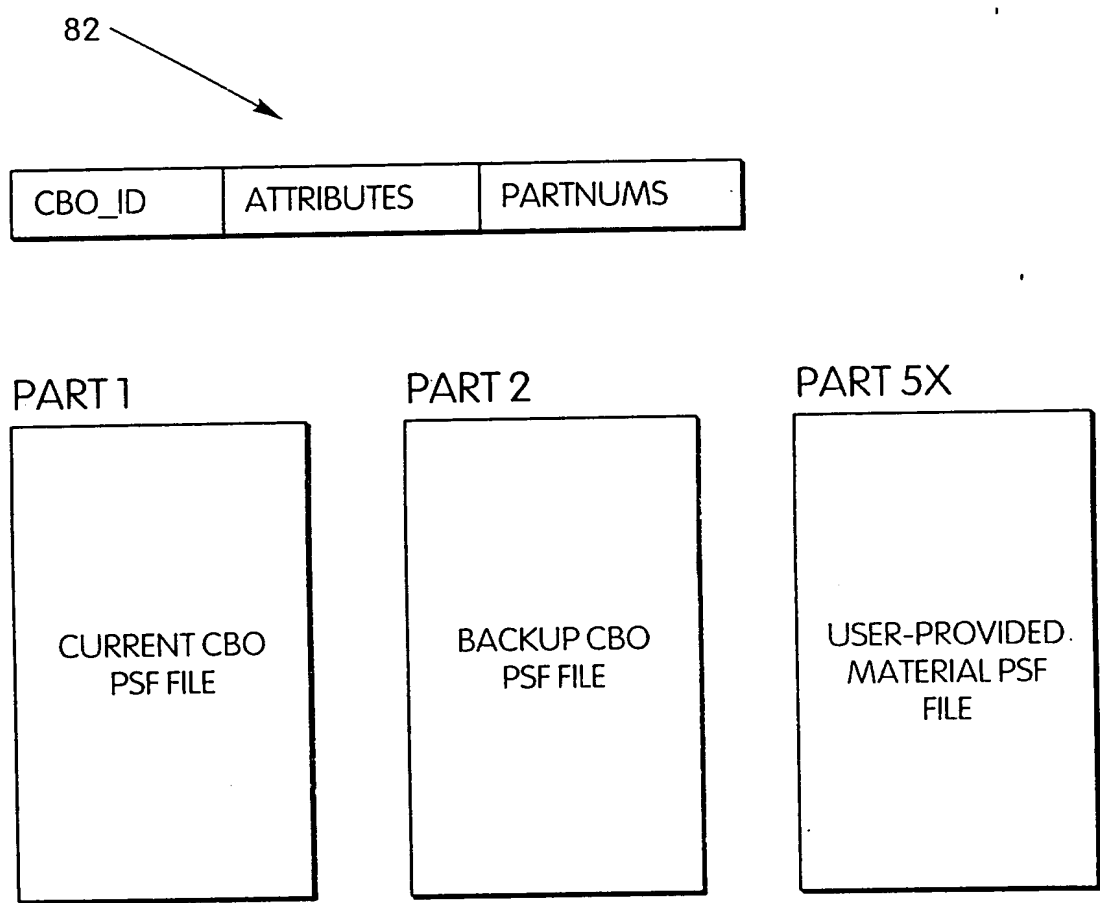 82
CBO_ID ATTRIBUTES PARTNUMS
PART 1 PART 2 PART 5X
CURRENT CBO
PSF FILE
BACKUP CBO
PSF FILE
USER-PROVIDED
MATERIAL PSF
FILE